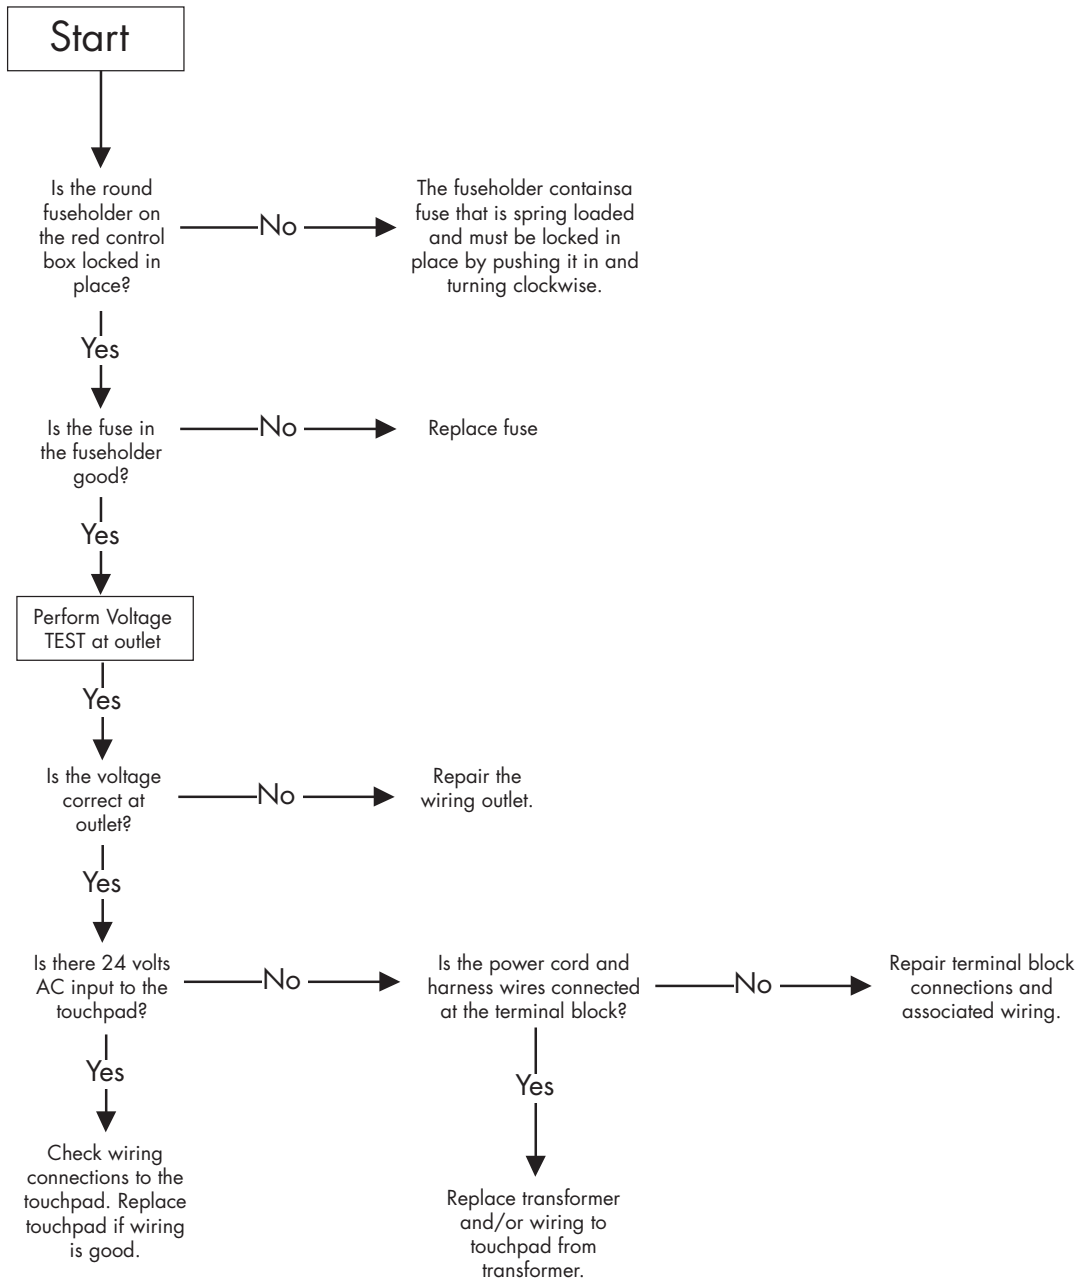 Start
Is the round
fuseholder on
the red control
box locked in
place?
No
The fuseholder containsa
fuse that is spring loaded
and must be locked in
place by pushing it in and
turning clockwise.
Yes
Is the fuse in
the fuseholder
good?
No
Replace fuse
Yes
Perform Voltage
TEST at outlet
Yes
Is the voltage
correct at
outlet?
No
Repair the
wiring outlet.
Yes
Is there 24 volts
AC input to the
touchpad?
No
Is the power cord and
harness wires connected
at the terminal block?
No
Repair terminal block
connections and
associated wiring.
Yes
Check wiring
connections to the
touchpad. Replace
touchpad if wiring
is good.
Yes
Replace transformer
and/or wiring to
touchpad from
transformer.